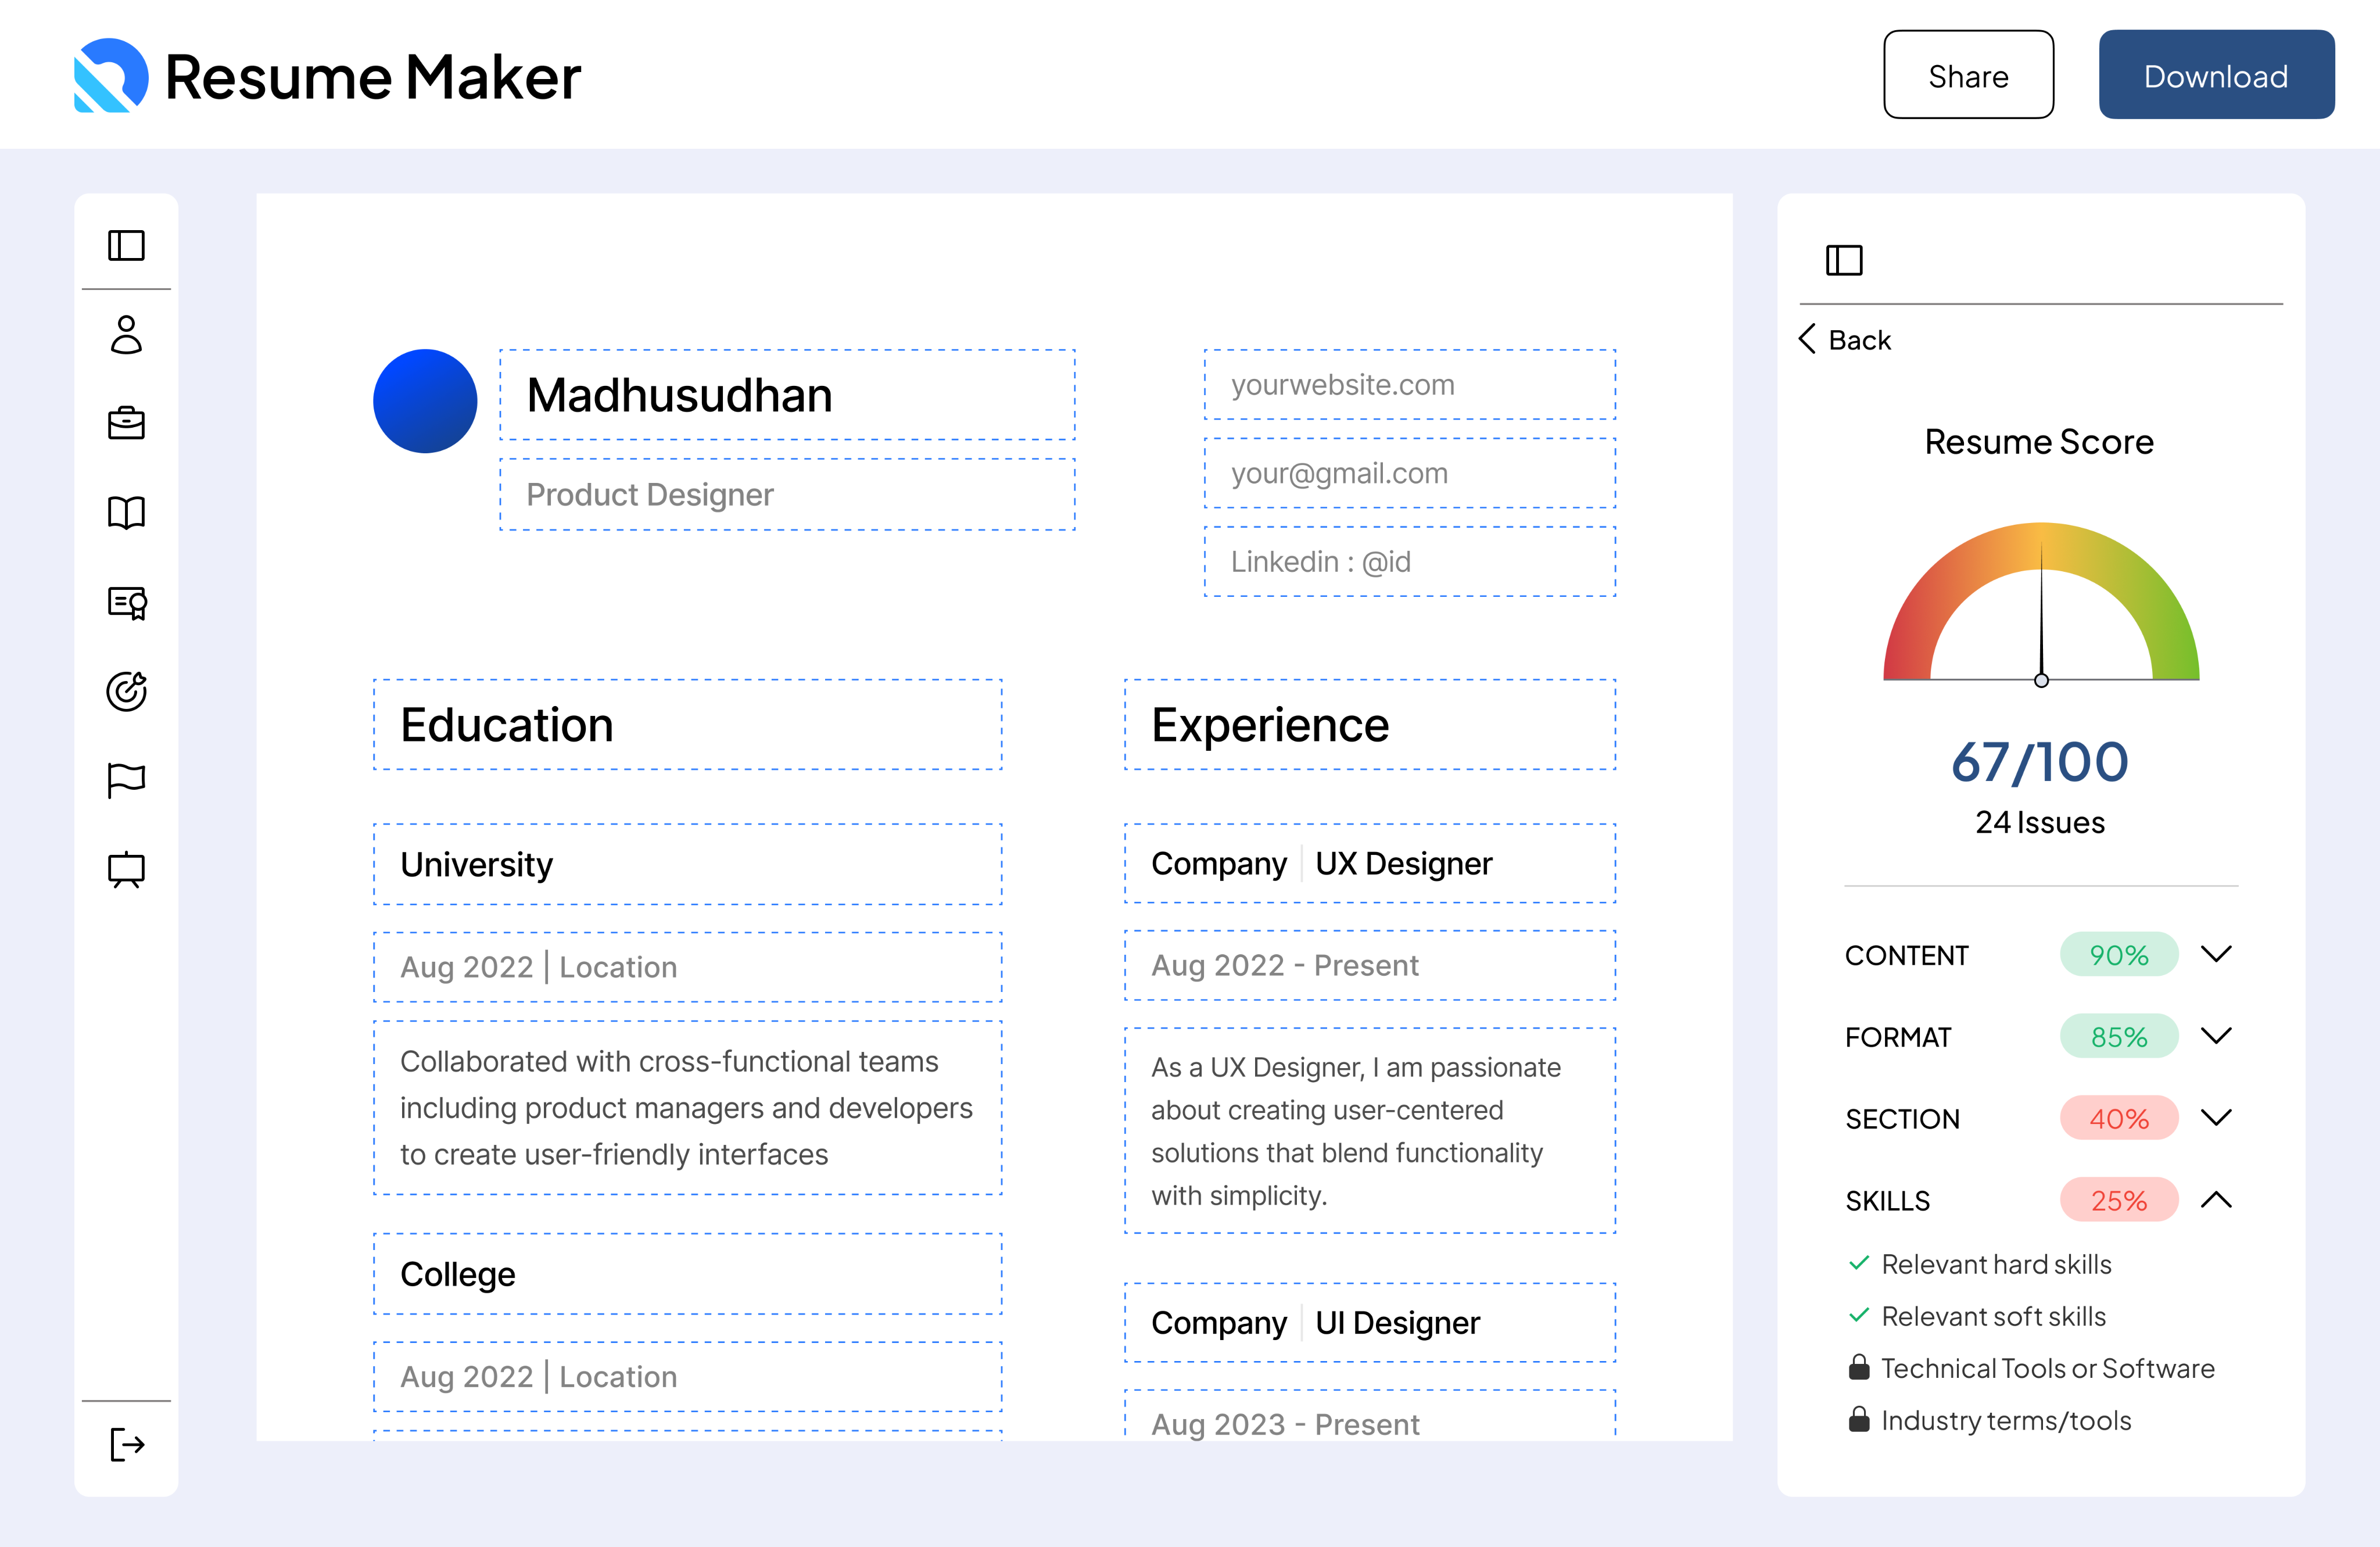 Resume Maker
Share
Download
Madhusudhan
Product Designer
yourwebsite.com
your@gmail.com
Linkedin : @id
Education
University
Aug 2022 | Location
Collaborated with cross-functional teams
including product managers and developers
to create user-friendly interfaces
College
Aug 2022 | Location
Experience
Company | UX Designer
Aug 2022 - Present
As a UX Designer, I am passionate
about creating user-centered
solutions that blend functionality
with simplicity.
Company | UI Designer
Aug 2023 - Present
Back
Resume Score
67/100
24 Issues
CONTENT 90%
FORMAT 85%
SECTION 40%
SKILLS 25%
Relevant hard skills
Relevant soft skills
Technical Tools or Software
Industry terms/tools